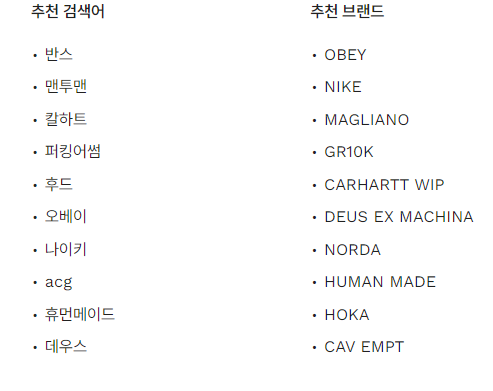 추천 검색어
• 반스
• 맨투맨
• 칼하트
• 퍼킹어썸
• 후드
• 오베이
• 나이키
• acg
• 휴먼메이드
• 데우스
추천 브랜드
• OBEY
• NIKE
• MAGLIANO
• GR10K
• CARHARTT WIP
• DEUS EX MACHINA
• NORDA
• HUMAN MADE
• HOKA
• CAV EMPT